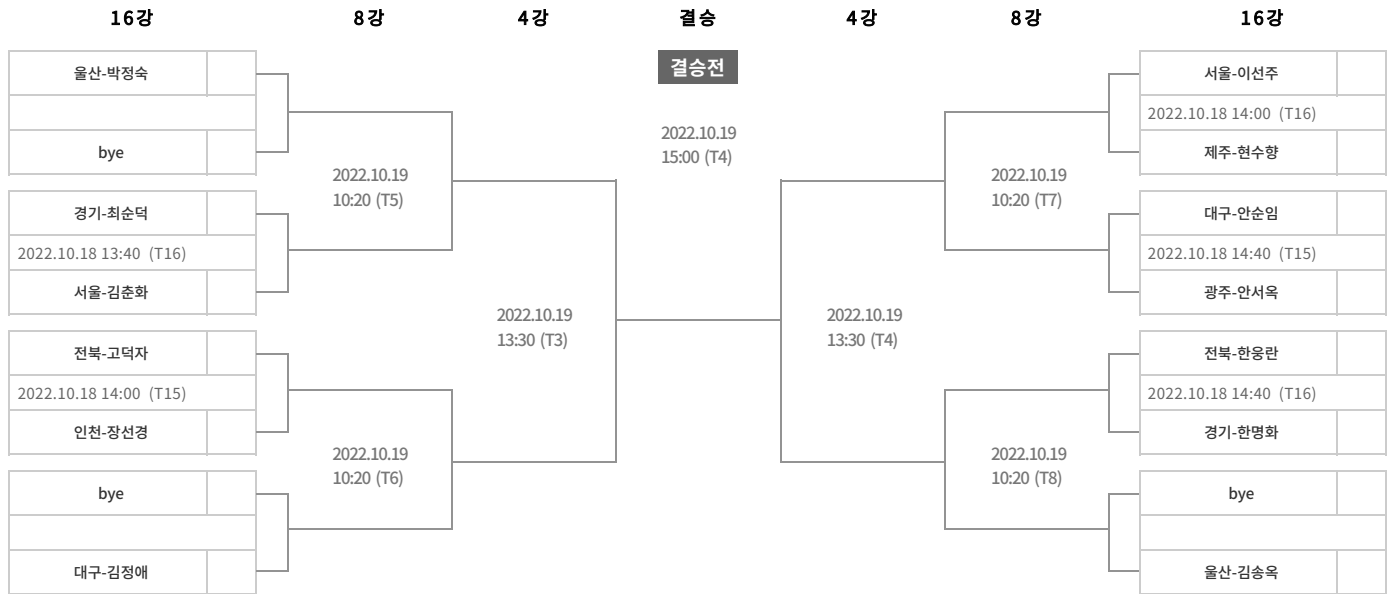 16강
8강
4강
결승
4강
8강
16강
울산-박정숙
bye
경기-최순덕
2022.10.18 13:40 (T16)
서울-김춘화
전북-고덕자
2022.10.18 14:00 (T15)
인천-장선경
bye
대구-김정애
2022.10.19
10:20 (T5)
2022.10.19
10:20 (T6)
2022.10.19
13:30 (T3)
결승전
2022.10.19
15:00 (T4)
2022.10.19
13:30 (T4)
2022.10.19
10:20 (T7)
2022.10.19
10:20 (T8)
서울-이선주
2022.10.18 14:00 (T16)
제주-현수향
대구-안순임
2022.10.18 14:40 (T15)
광주-안서옥
전북-한웅란
2022.10.18 14:40 (T16)
경기-한명화
bye
울산-김송옥